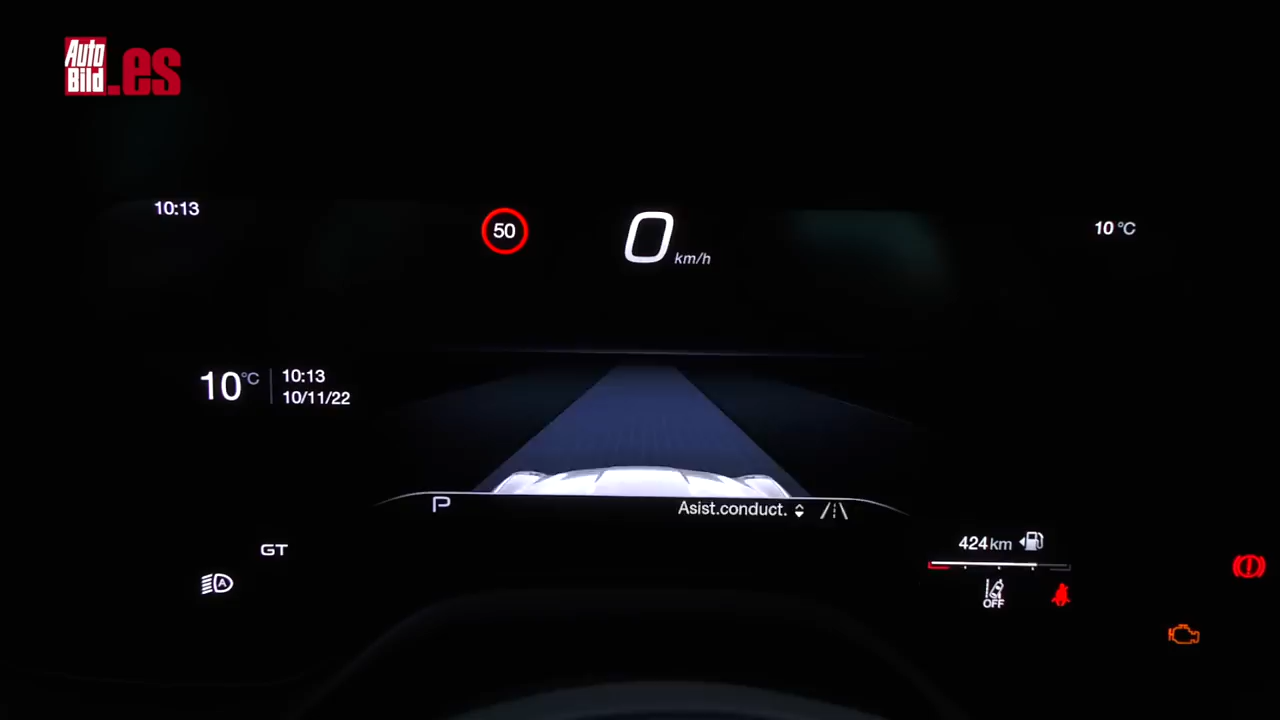 Auto
Bild.es
10:13
50
0 km/h
10 °C
10°C
10:13
10/11/22
P
Asist.conduct.
GT
A
424 km
OFF